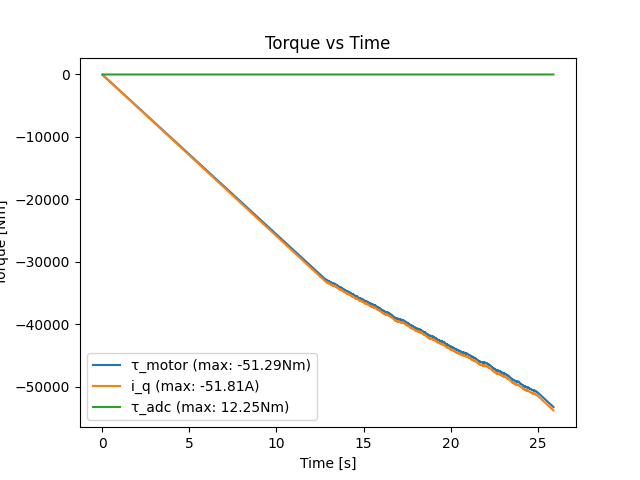 Torque vs Time
Torque [Nm]
0
−10000
−20000
−30000
−40000
−50000
τ_motor (max: -51.29Nm)
i_q (max: -51.81A)
τ_adc (max: 12.25Nm)
0
5
10
15
20
25
Time [s]